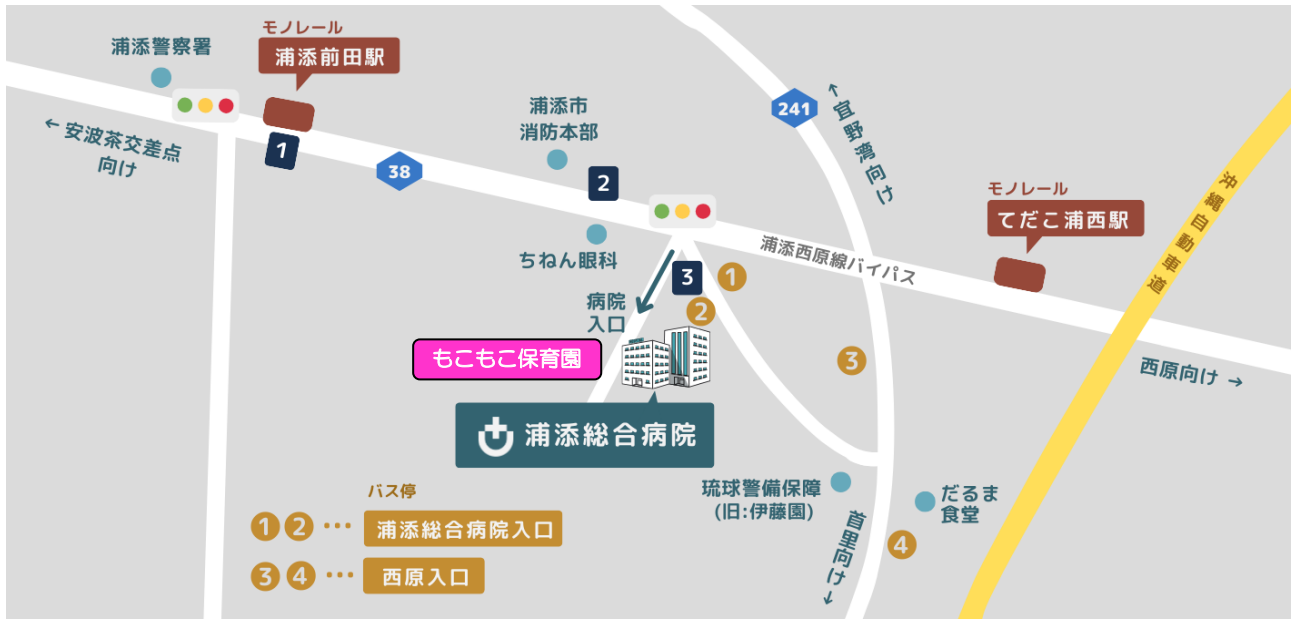 モノレール
浦添前田駅
浦添警察署
← 安波茶交差点
向け
1
38
浦添市
消防本部
2
ちねん眼科
241
↑宜野湾向け
モノレール
てだこ浦西駅
沖縄自動車道
浦添西原線バイパス
西原向け →
3
1
2
3
病院
入口
もこもこ保育園
浦添総合病院
琉球警備保障
(旧:伊藤園)
首里向け↓
だるま
食堂
4
バス停
1 2 … 浦添総合病院入口
3 4 … 西原入口